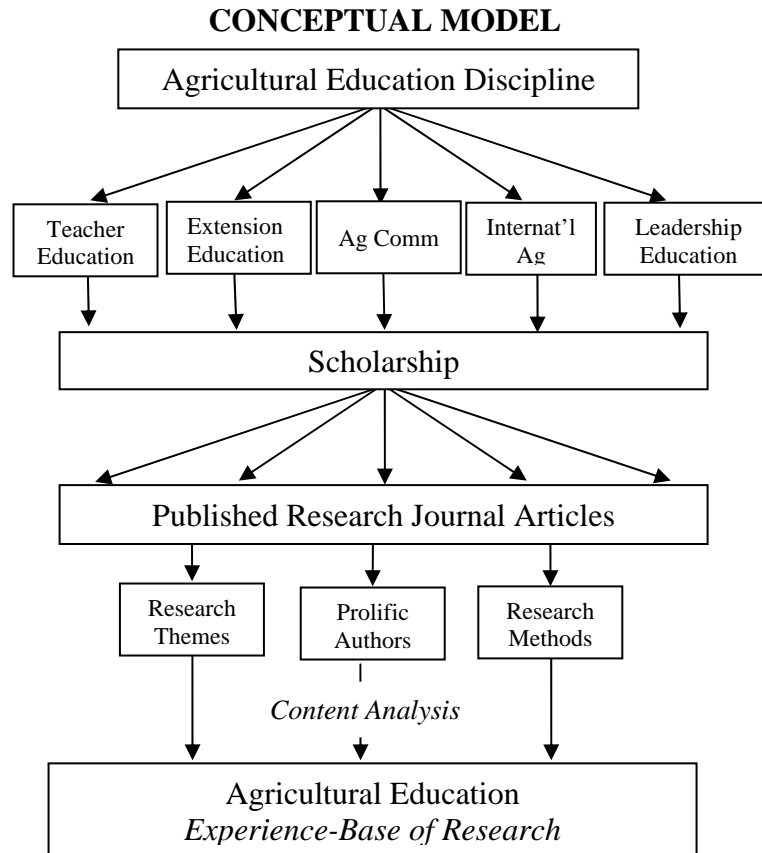 CONCEPTUAL MODEL
Agricultural Education Discipline
Teacher
Education
Extension
Education
Ag Comm
Internat’l
Ag
Leadership
Education
Scholarship
Published Research Journal Articles
Research
Themes
Prolific
Authors
Research
Methods
Content Analysis
Agricultural Education
Experience-Base of Research